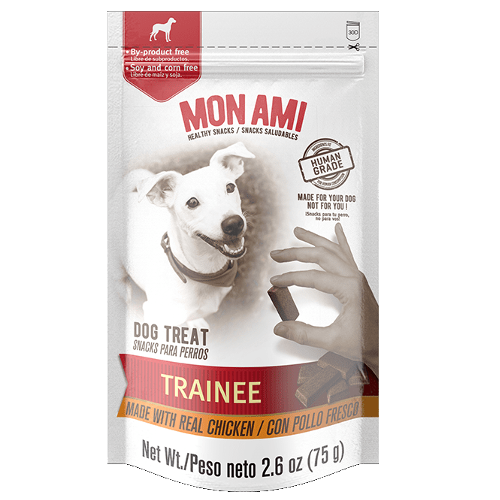 • By-product free
Libre de subproductos.
• Soy and corn free
Libre de maíz y soja.
30D
MON AMI
HEALTHY SNACKS / SNACKS SALUDABLES
HUMAN
GRADE
MADE FOR YOUR DOG
NOT FOR YOU !
¡Snacks para tu perro,
no para vos!
DOG TREAT
SNACKS PARA PERROS
TRAINEE
MADE WITH REAL CHICKEN / CON POLLO FRESCO
Net Wt./Peso neto 2.6 oz (75 g)